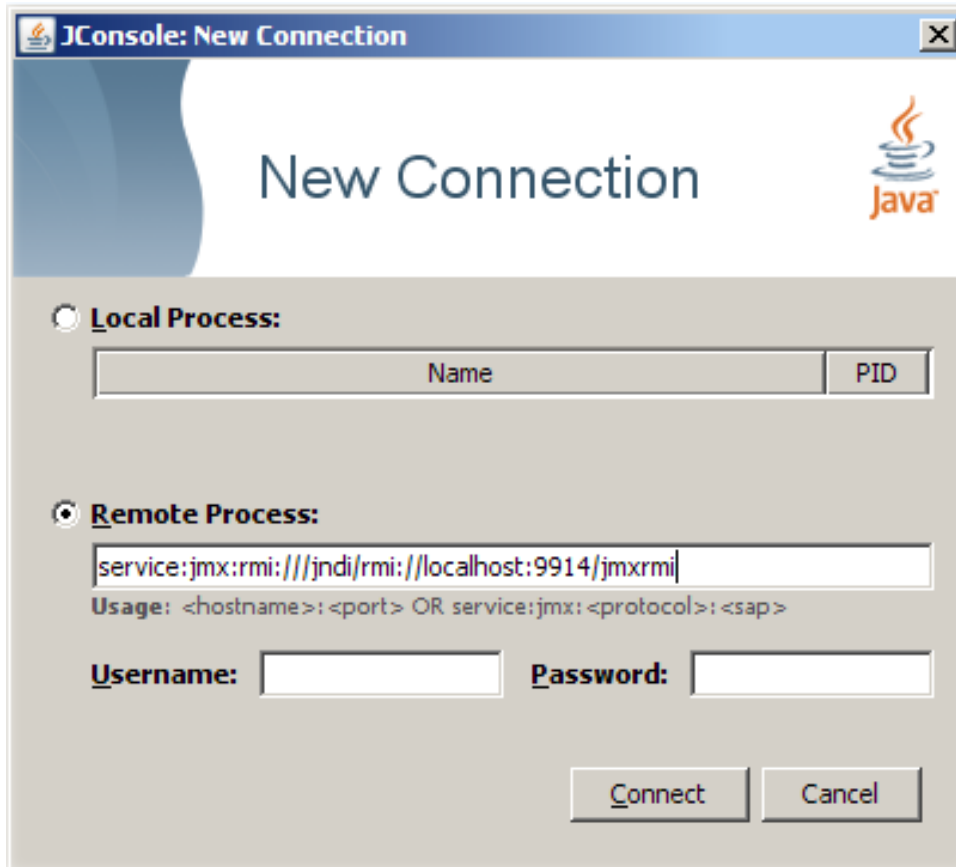 JConsole: New Connection
New Connection
Java
Local Process:
Name PID
Remote Process:
service:jmx:rmi:///jndi/rmi://localhost:9914/jmxrmi
Usage: <hostname>:<port> OR service:jmx:<protocol>:<sap>
Username: Password:
Connect Cancel